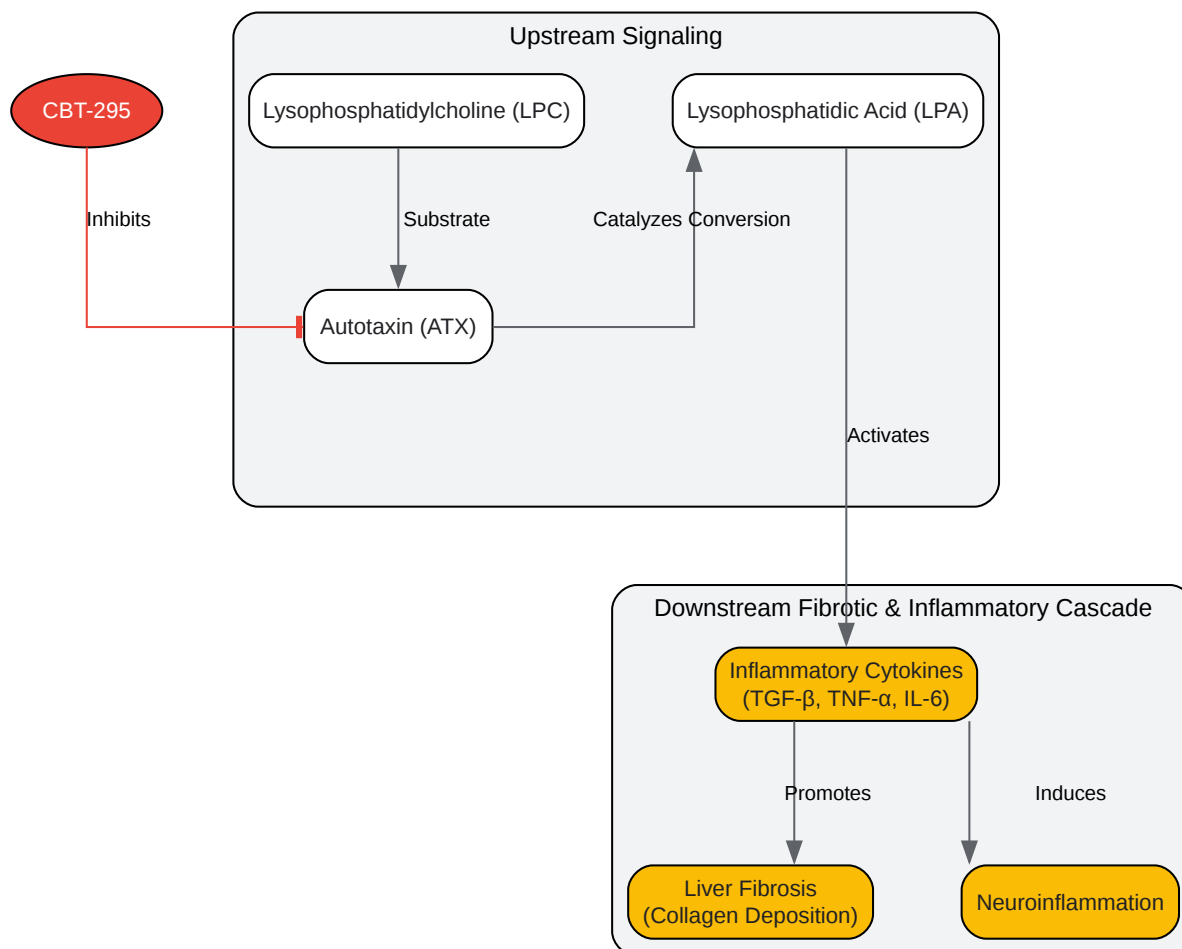 Upstream Signaling
CBT-295
Lysophosphatidylcholine (LPC)
Lysophosphatidic Acid (LPA)
Inhibits
Substrate
Catalyzes Conversion
Autotaxin (ATX)
Activates
Downstream Fibrotic & Inflammatory Cascade
Inflammatory Cytokines
(TGF-β, TNF-α, IL-6)
Promotes
Induces
Liver Fibrosis
(Collagen Deposition)
Neuroinflammation